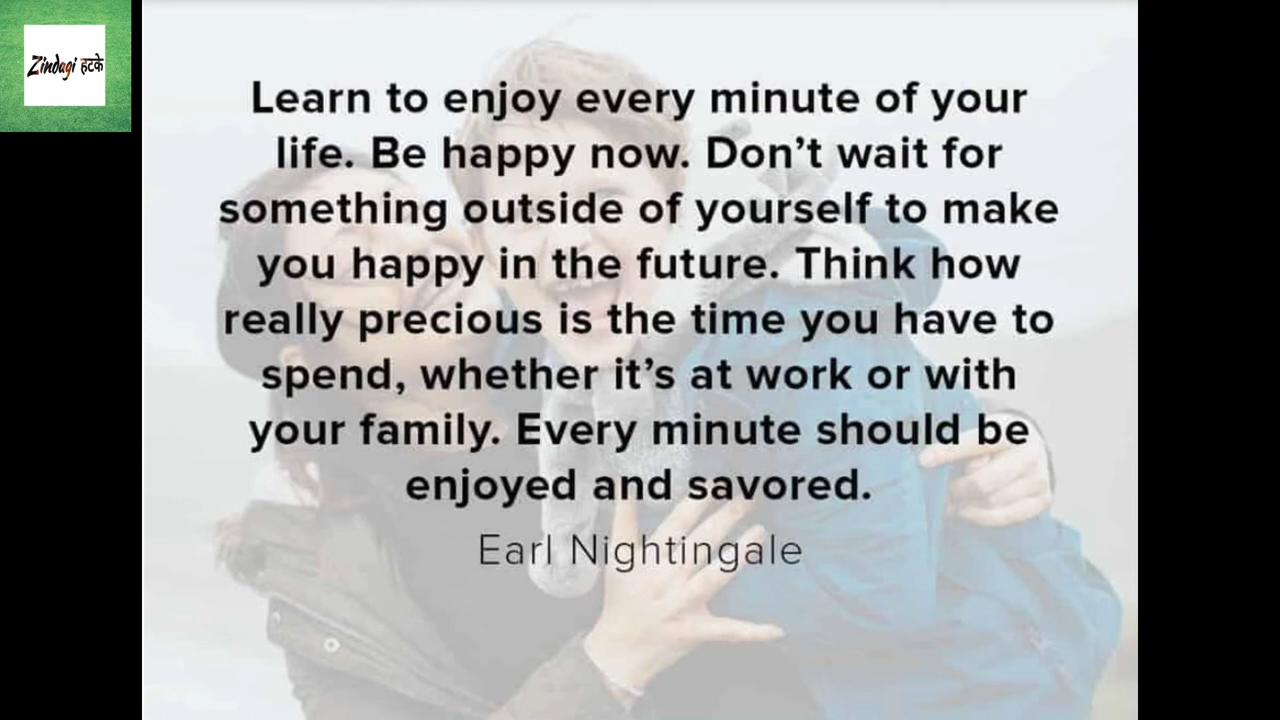 Zindagi हटके
Learn to enjoy every minute of your
life. Be happy now. Don’t wait for
something outside of yourself to make
you happy in the future. Think how
really precious is the time you have to
spend, whether it’s at work or with
your family. Every minute should be
enjoyed and savored.
Earl Nightingale